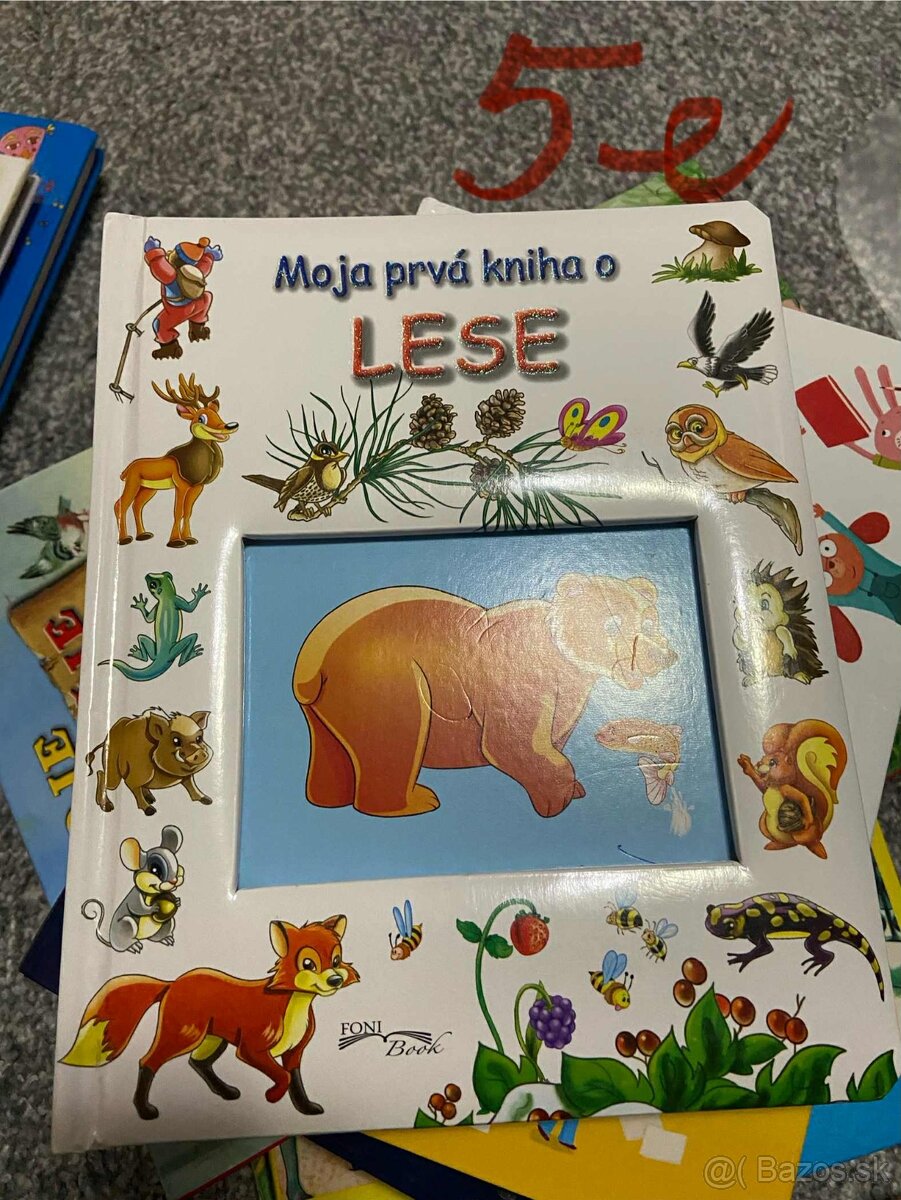 5-e
Moja prvá kniha o
LESE
FONI
Book
@( Bazos.sk